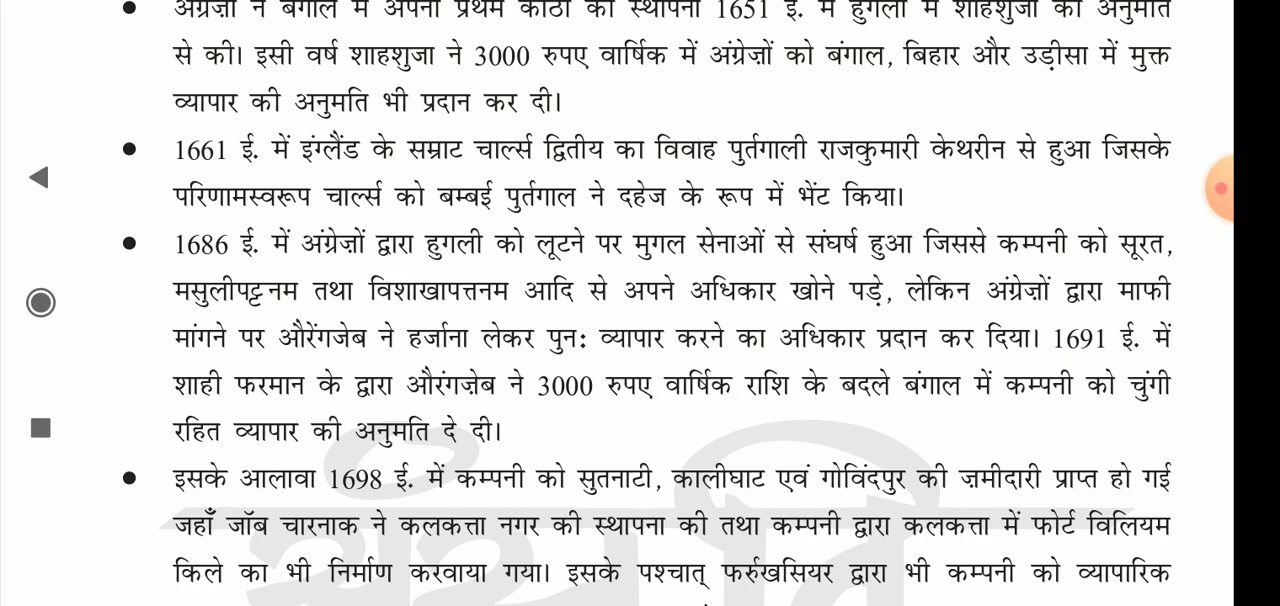 अंग्रेज़ों ने बंगाल में अपनी प्रथम कोठी की स्थापना 1651 ई. में हुगली में शाहशुजा की अनुमति
से की। इसी वर्ष शाहशुजा ने 3000 रुपए वार्षिक में अंग्रेज़ों को बंगाल, बिहार और उड़ीसा में मुक्त
व्यापार की अनुमति भी प्रदान कर दी।
1661 ई. में इंग्लैंड के सम्राट चार्ल्स द्वितीय का विवाह पुर्तगाली राजकुमारी केथरीन से हुआ जिसके
परिणामस्वरूप चार्ल्स को बम्बई पुर्तगाल ने दहेज के रूप में भेंट किया।
1686 ई. में अंग्रेज़ों द्वारा हुगली को लूटने पर मुगल सेनाओं से संघर्ष हुआ जिससे कम्पनी को सूरत,
मसुलीपट्टनम तथा विशाखापत्तनम आदि से अपने अधिकार खोने पड़े, लेकिन अंग्रेज़ों द्वारा माफी
मांगने पर औरेंगजेब ने हर्जाना लेकर पुन: व्यापार करने का अधिकार प्रदान कर दिया। 1691 ई. में
शाही फरमान के द्वारा औरंगज़ेब ने 3000 रुपए वार्षिक राशि के बदले बंगाल में कम्पनी को चुंगी
रहित व्यापार की अनुमति दे दी।
इसके आलावा 1698 ई. में कम्पनी को सुतनाटी, कालीघाट एवं गोविंदपुर की ज़मीदारी प्राप्त हो गई
जहाँ जॉब चारनाक ने कलकत्ता नगर की स्थापना की तथा कम्पनी द्वारा कलकत्ता में फोर्ट विलियम
किले का भी निर्माण करवाया गया। इसके पश्चात् फर्रुखसियर द्वारा भी कम्पनी को व्यापारिक